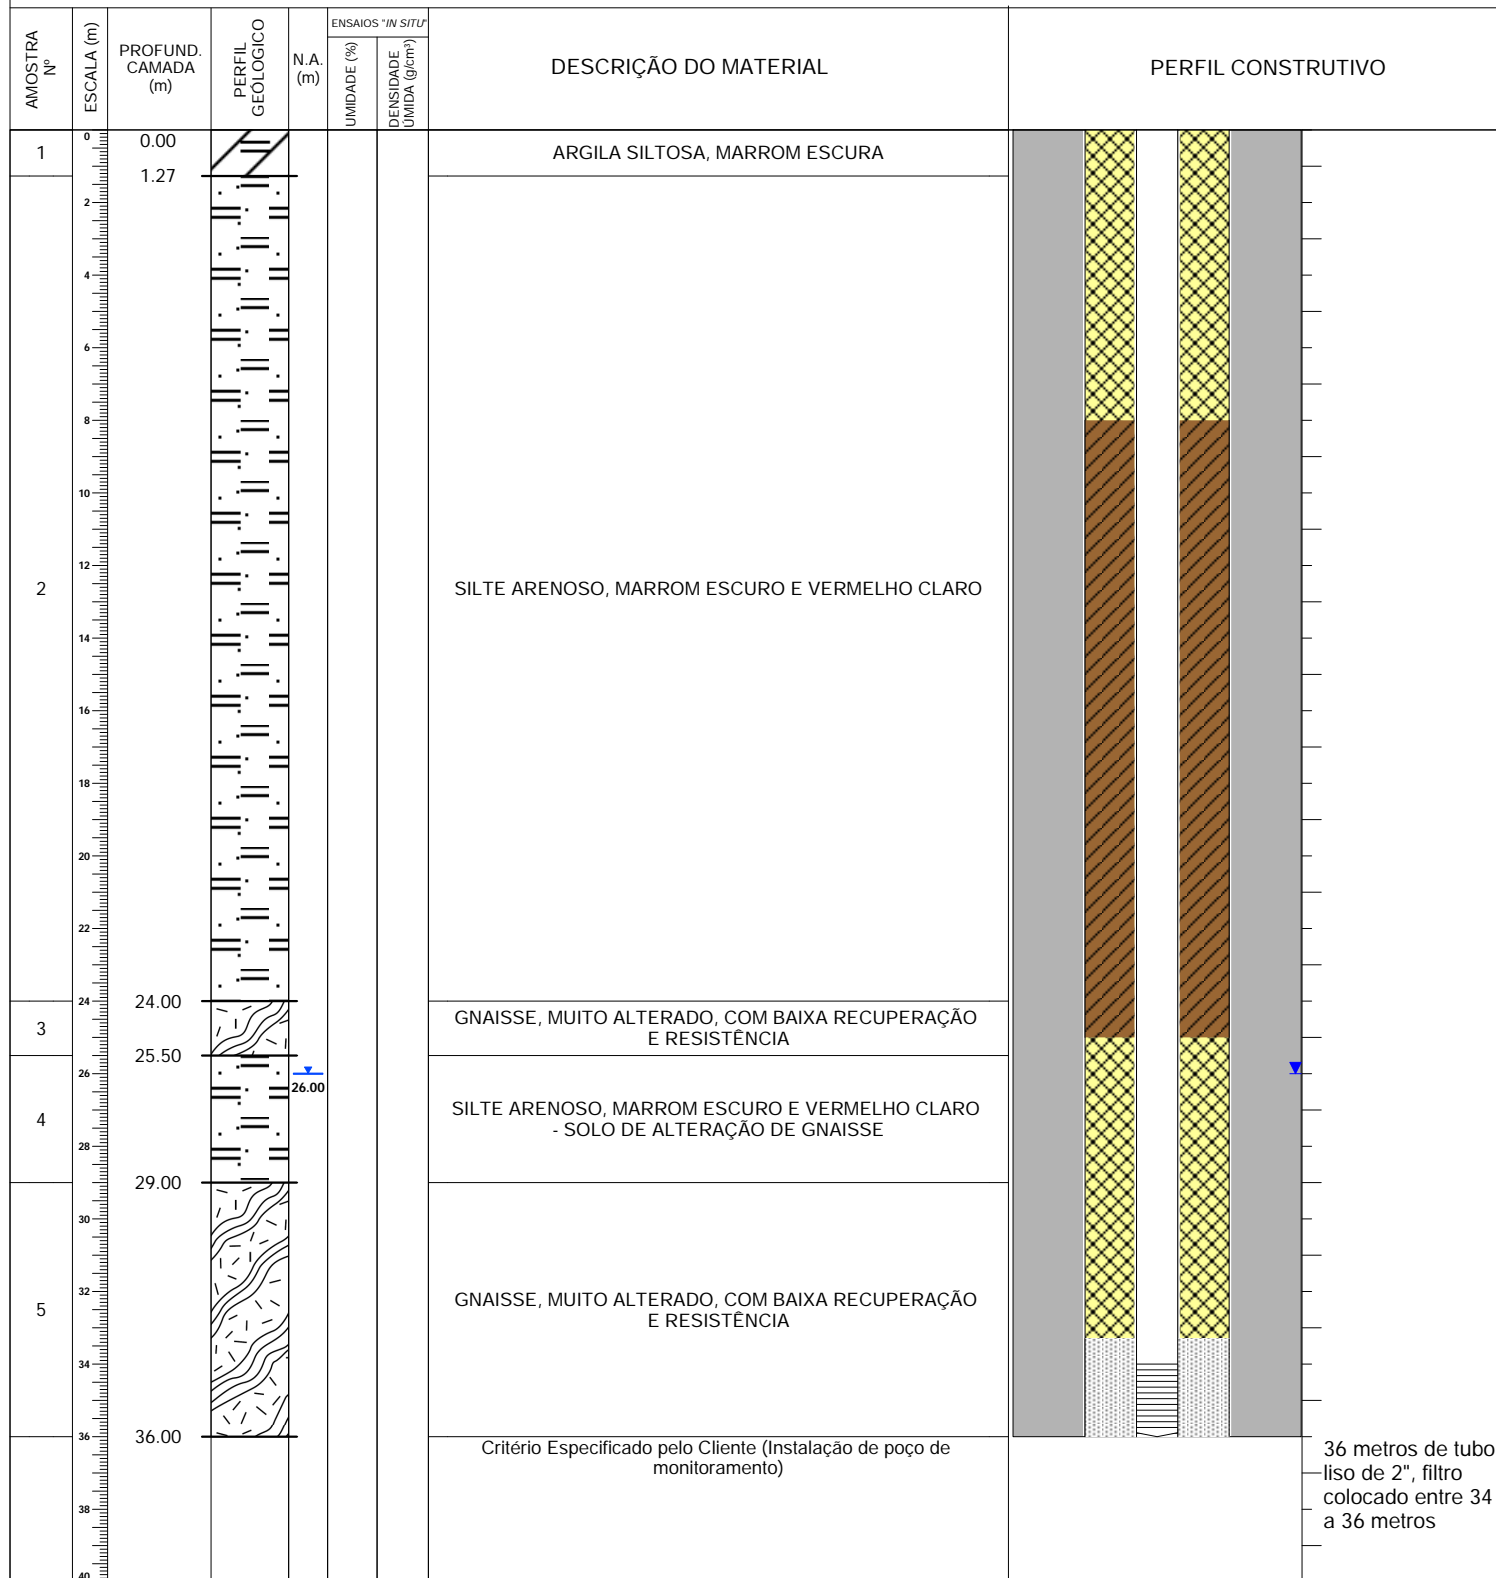 AMOSTRA
Nº
ESCALA (m)
PROFUND.
CAMADA
(m)
PERFIL
GEÓLOGICO
N.A.
(m)
ENSAIOS "IN SITU"
UMIDADE (%)
DENSIDADE
ÚMIDA (g/cm³)
DESCRIÇÃO DO MATERIAL
PERFIL CONSTRUTIVO
0
2
4
6
8
10
12
14
16
18
20
22
24
26
28
30
32
34
36
38
40
1
0.00
ARGILA SILTOSA, MARROM ESCURA
1.27
2
SILTE ARENOSO, MARROM ESCURO E VERMELHO CLARO
24.00
3
GNAISSE, MUITO ALTERADO, COM BAIXA RECUPERAÇÃO
E RESISTÊNCIA
25.50
26.00
4
SILTE ARENOSO, MARROM ESCURO E VERMELHO CLARO
- SOLO DE ALTERAÇÃO DE GNAISSE
29.00
5
GNAISSE, MUITO ALTERADO, COM BAIXA RECUPERAÇÃO
E RESISTÊNCIA
36.00
Critério Especificado pelo Cliente (Instalação de poço de
monitoramento)
36 metros de tubo
liso de 2", filtro
colocado entre 34
a 36 metros